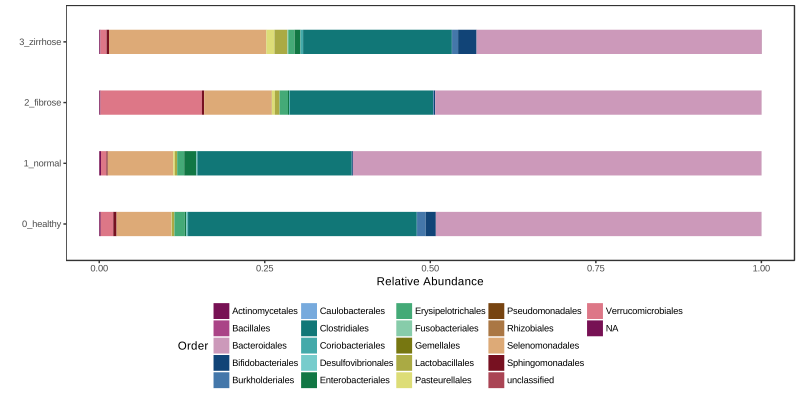 3_zirrhose
2_fibrose
1_normal
0_healthy
0.00 0.25 0.50 0.75 1.00
Relative Abundance
Order
Actinomycetales Caulobacterales Erysipelotrichales Pseudomonadales Verrucomicrobiales
Bacillales Clostridiales Fusobacteriales Rhizobiales NA
Bacteroidales Coriobacteriales Gemellales Selenomonadales
Bifidobacteriales Desulfovibrionales Lactobacillales Sphingomonadales
Burkholderiales Enterobacteriales Pasteurellales unclassified